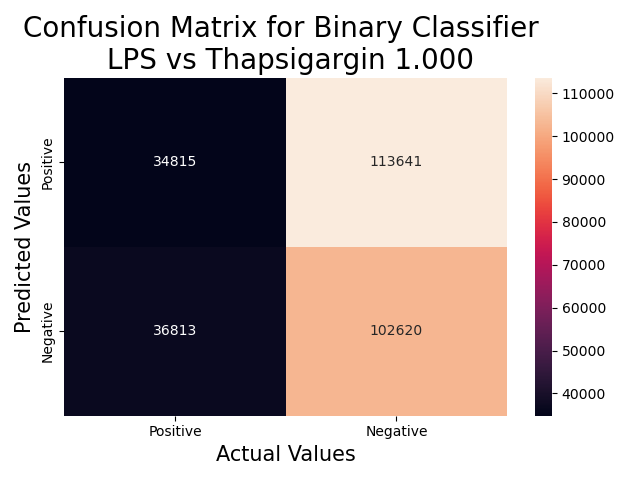 Confusion Matrix for Binary Classifier
LPS vs Thapsigargin 1.000
Predicted Values
Positive
Negative
34815
113641
36813
102620
Positive
Negative
Actual Values
110000
100000
90000
80000
70000
60000
50000
40000